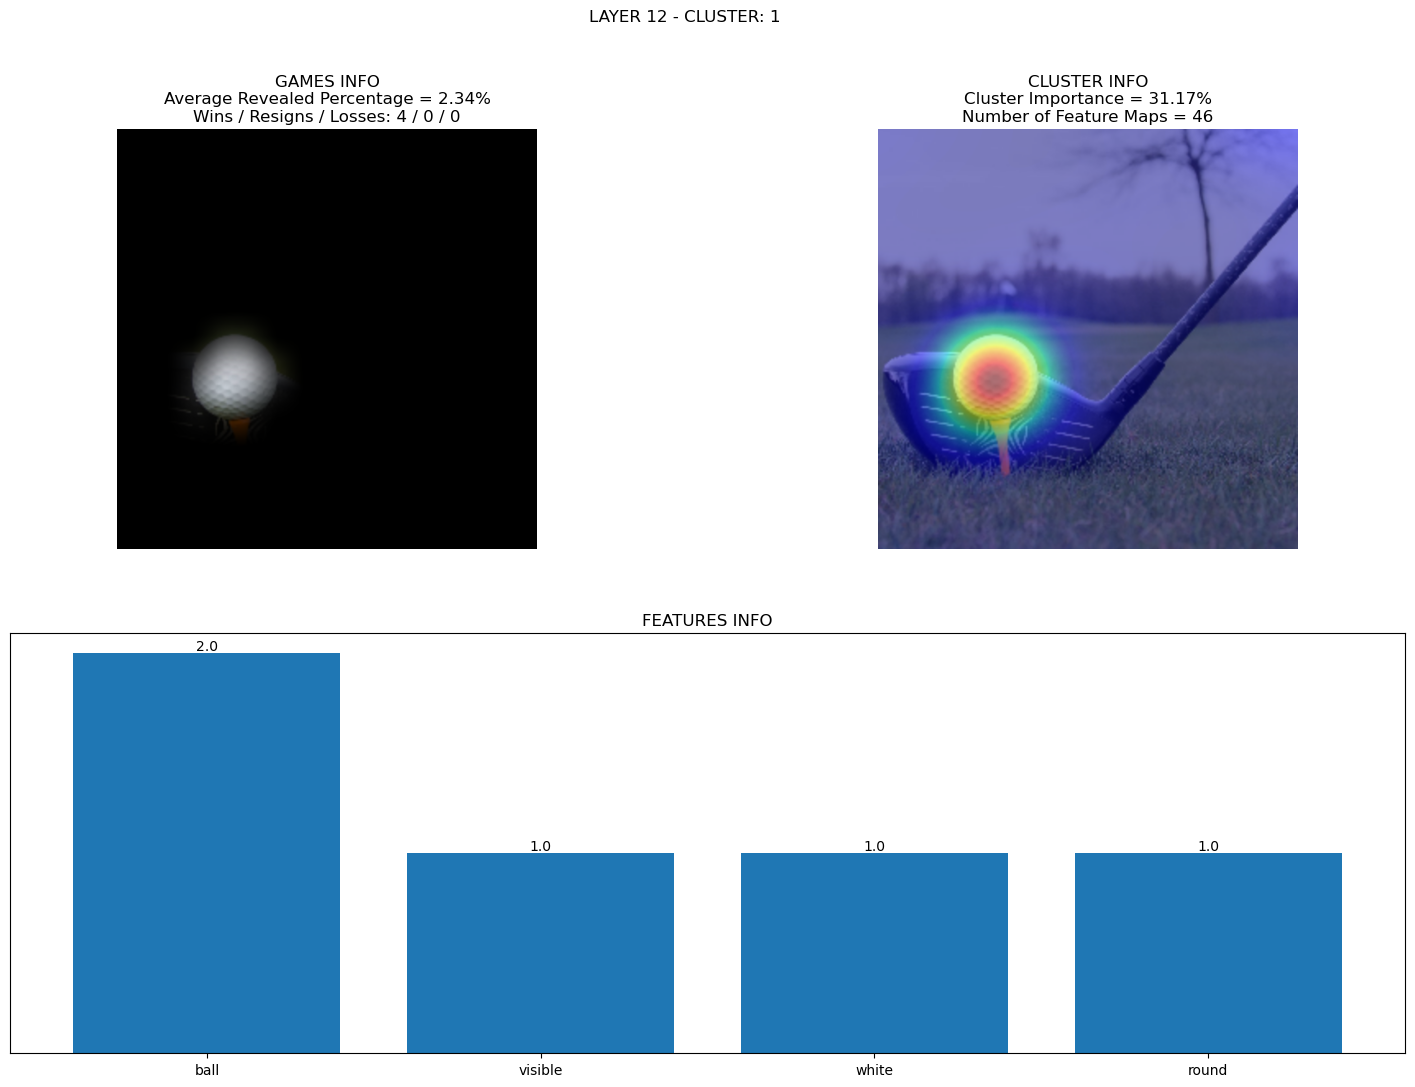 LAYER 12 - CLUSTER: 1
GAMES INFO
Average Revealed Percentage = 2.34%
Wins / Resigns / Losses: 4 / 0 / 0
CLUSTER INFO
Cluster Importance = 31.17%
Number of Feature Maps = 46
FEATURES INFO
2.0
1.0
1.0
1.0
ball
visible
white
round